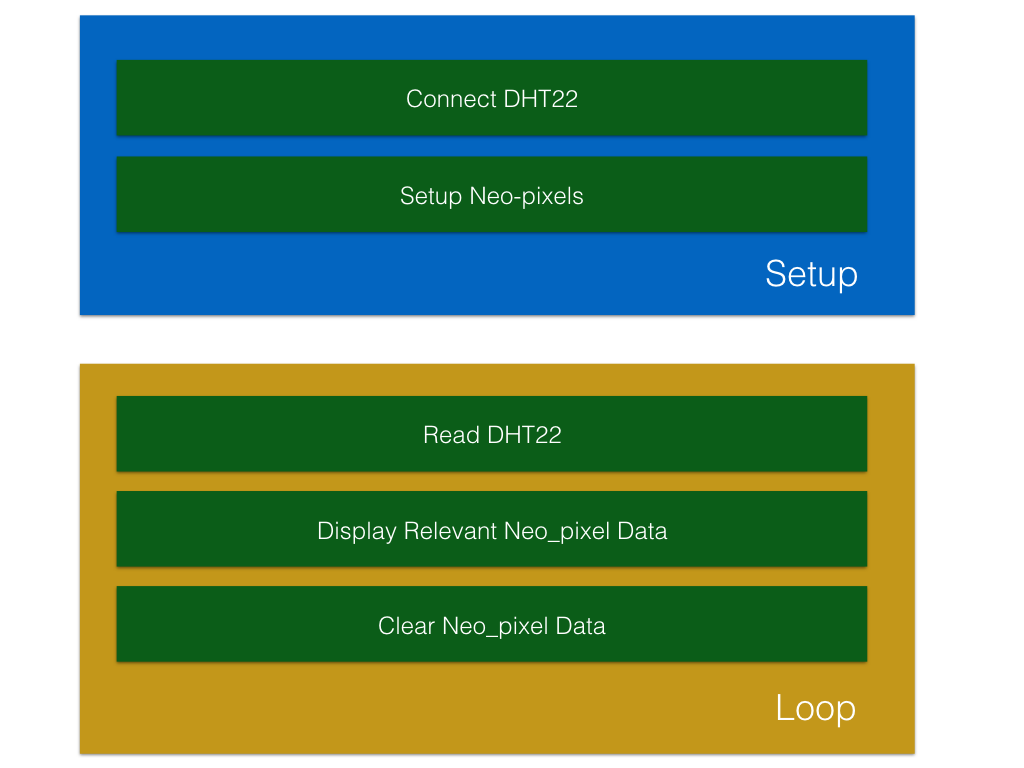 Connect DHT22
Setup Neo-pixels
Setup
Read DHT22
Display Relevant Neo_pixel Data
Clear Neo_pixel Data
Loop